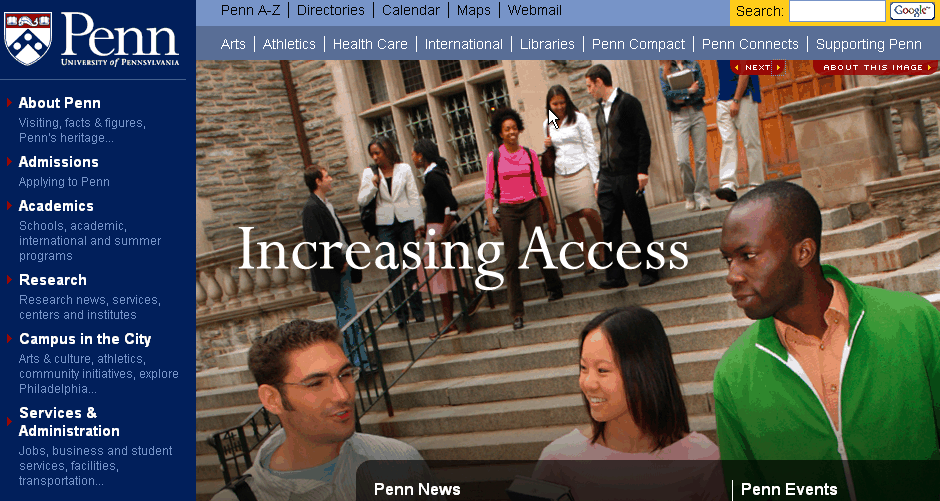 Penn A-Z | Directories | Calendar | Maps | Webmail
Search:
Google™
Penn
UNIVERSITY OF PENNSYLVANIA
Arts | Athletics | Health Care | International | Libraries | Penn Compact | Penn Connects | Supporting Penn
NEXT
ABOUT THIS IMAGE
About Penn
Visiting, facts & figures,
Penn's heritage...
Admissions
Applying to Penn
Academics
Schools, academic,
international and summer
programs
Research
Research news, services,
centers and institutes
Campus in the City
Arts & culture, athletics,
community initiatives, explore
Philadelphia...
Services &
Administration
Jobs, business and student
services, facilities,
transportation...
Increasing Access
Penn News
Penn Events